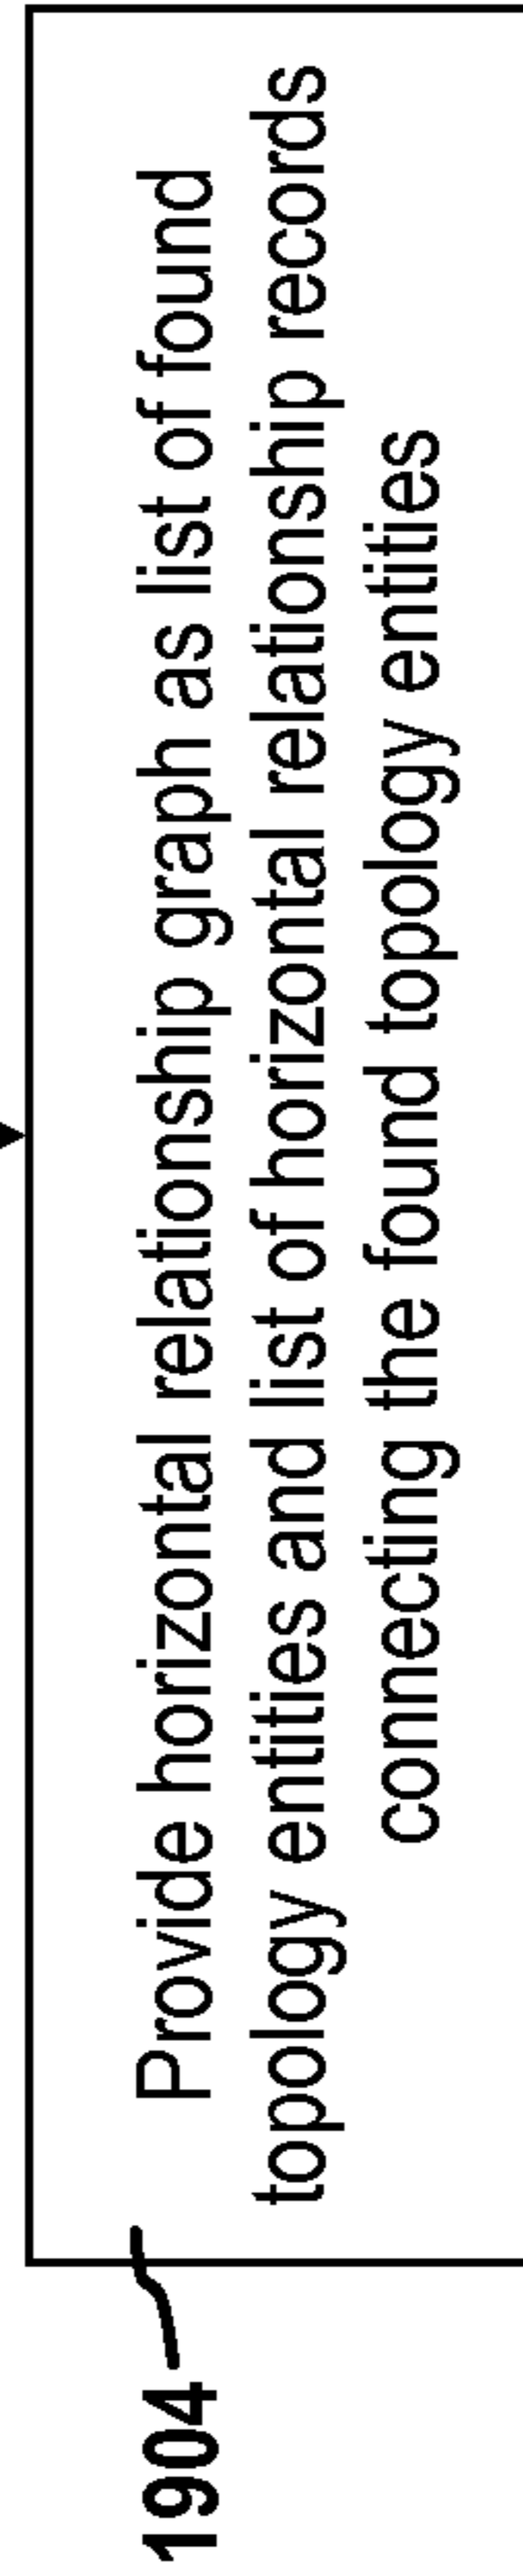 1904
Provide horizontal relationship graph as list of found
topology entities and list of horizontal relationship records
connecting the found topology entities